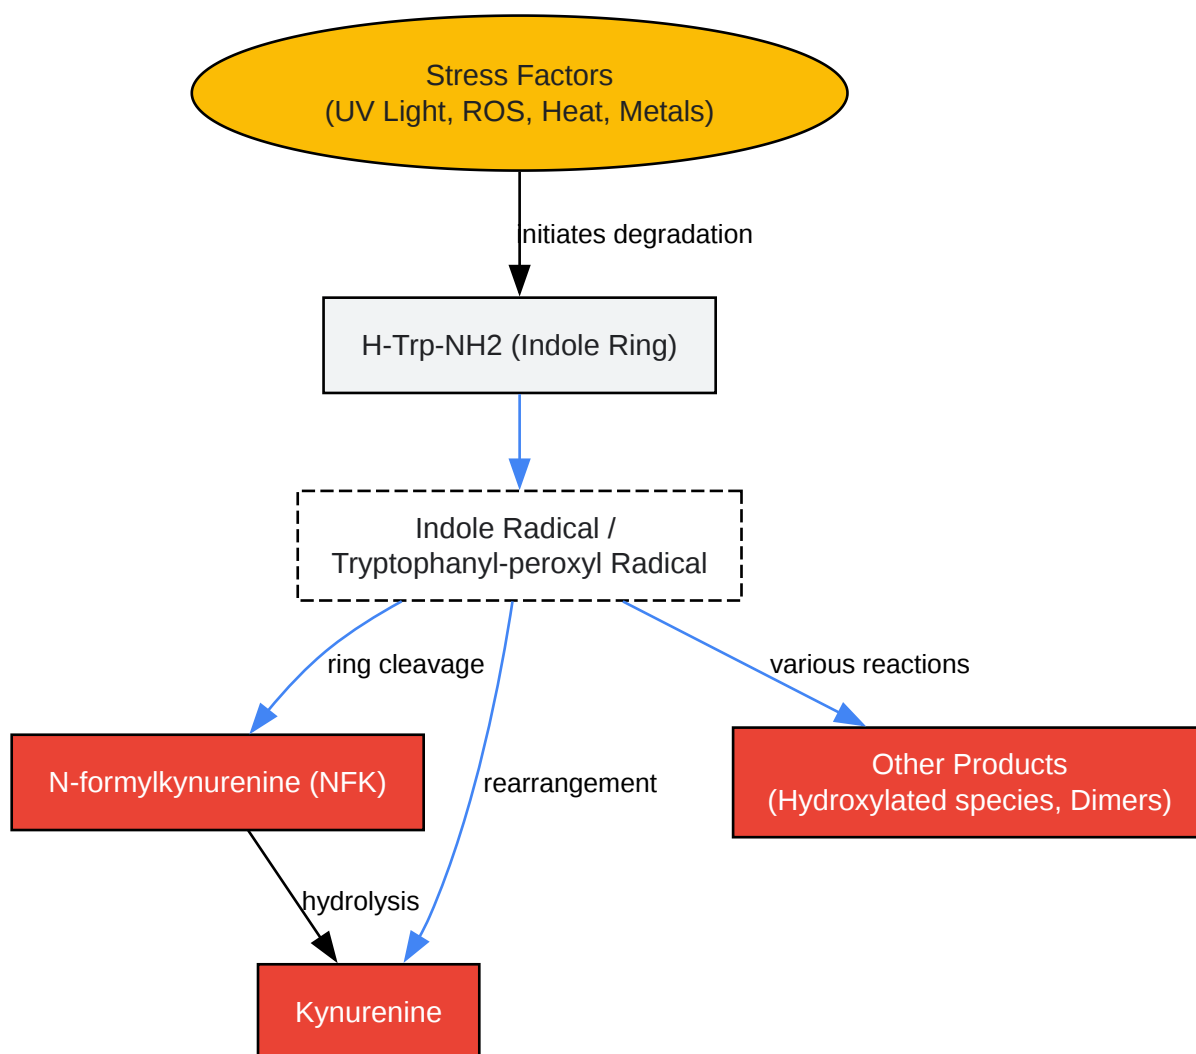 Stress Factors
(UV Light, ROS, Heat, Metals)
initiates degradation
H-Trp-NH2 (Indole Ring)
Indole Radical /
Tryptophanyl-peroxyl Radical
ring cleavage
various reactions
N-formylkynurenine (NFK)
rearrangement
Other Products
(Hydroxylated species, Dimers)
hydrolysis
Kynurenine